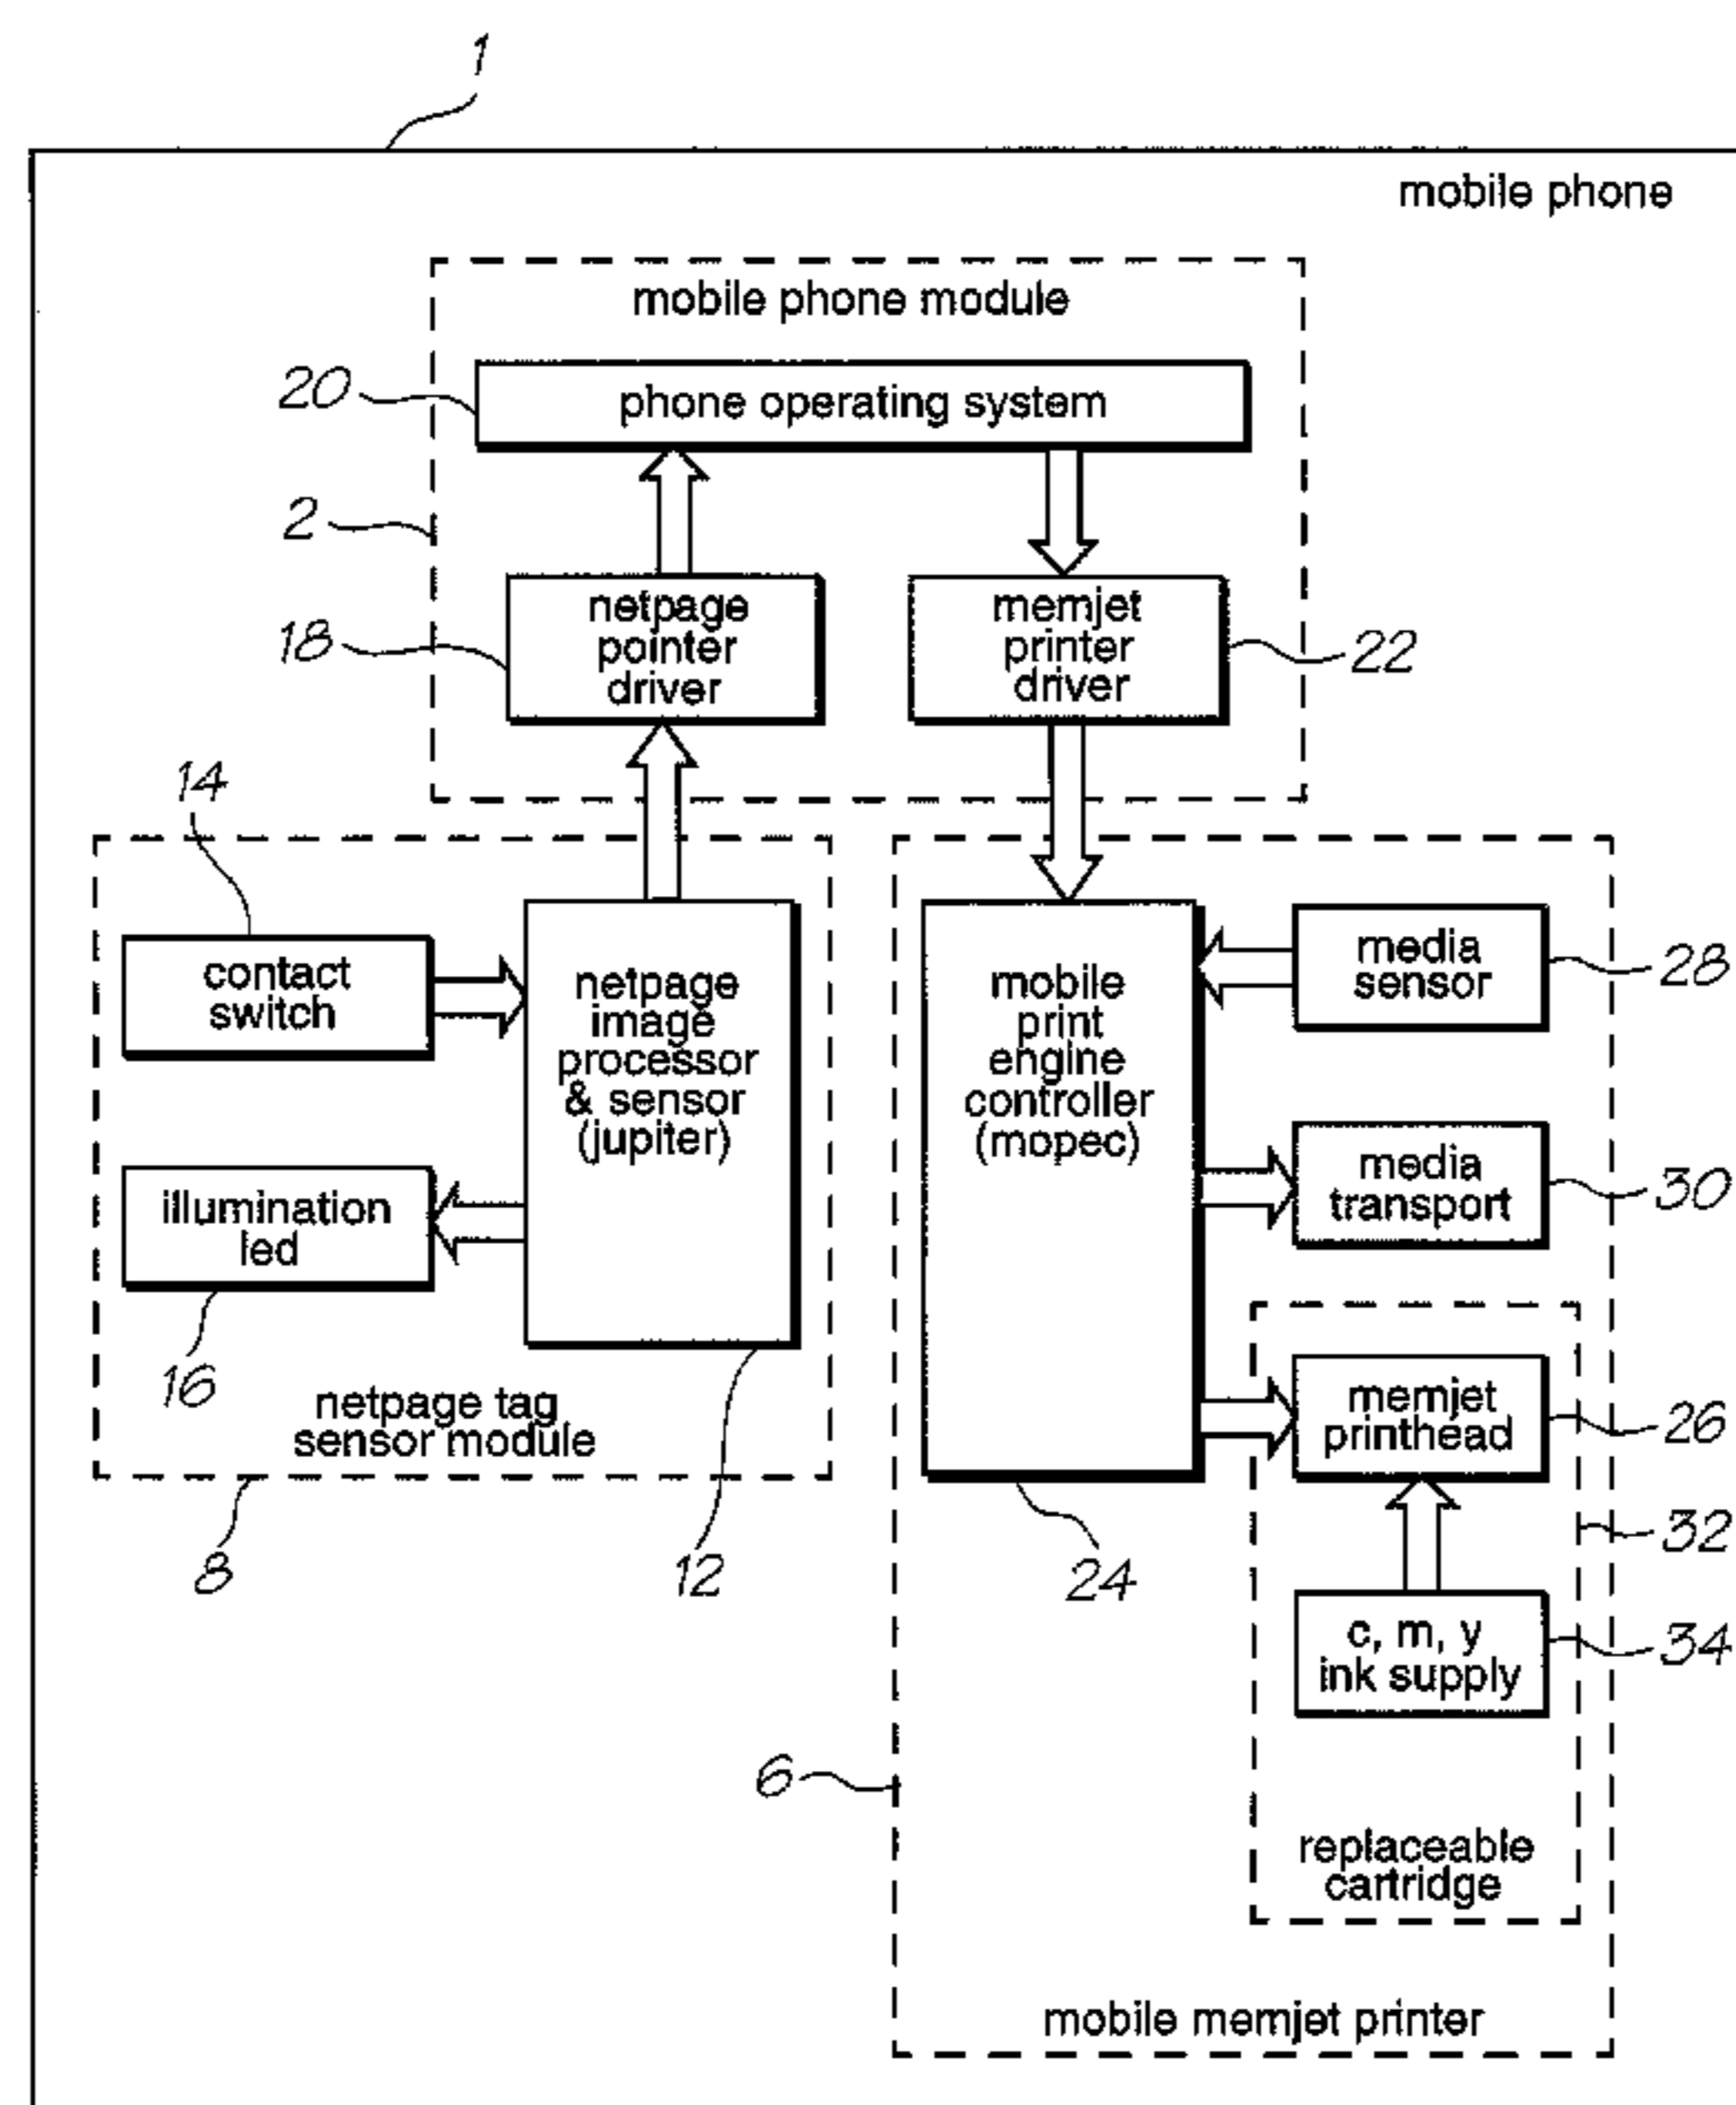 1
mobile phone
mobile phone module
20
phone operating system
2
18
netpage
pointer
driver
memjet
printer
driver
22
14
contact
switch
netpage
image
processor
& sensor
(jupiter)
illumination
led
16
netpage tag
sensor module
8
12
mobile
print
engine
controller
(mopec)
24
media
sensor
28
media
transport
30
memjet
printhead
26
32
c, m, y
ink supply
34
6
replaceable
cartridge
mobile memjet printer